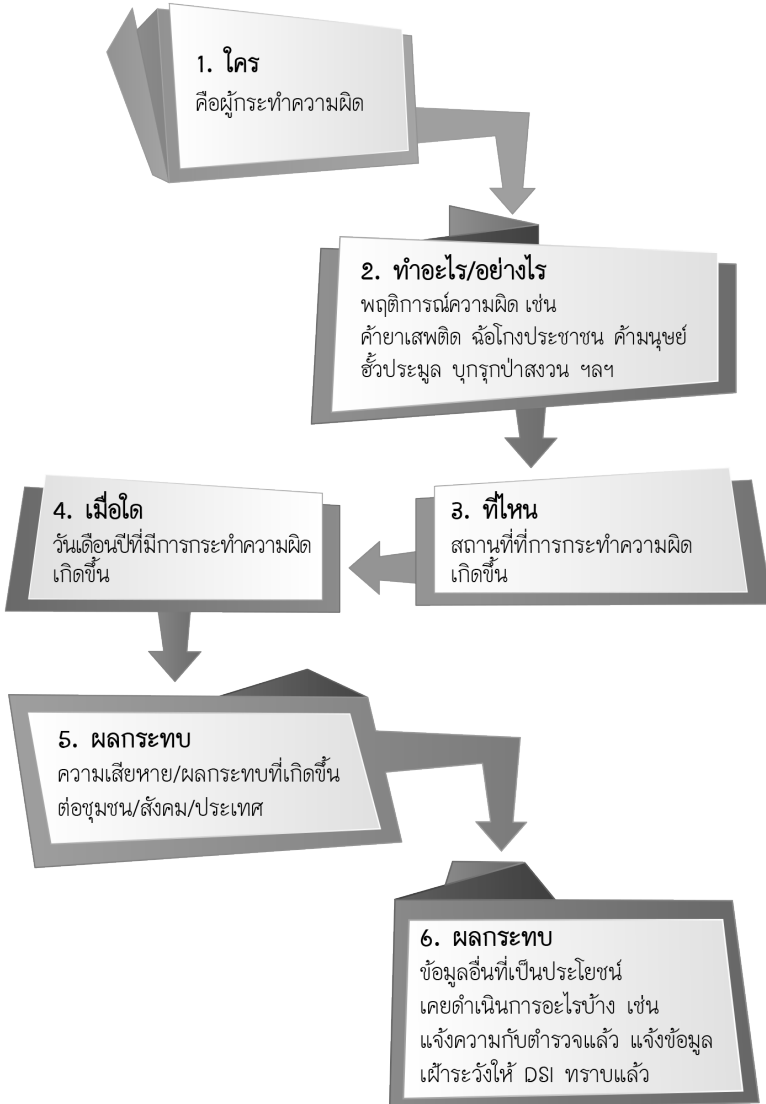 1. ใคร
คือผู้กระทำความผิด
2. ทำอะไร/อย่างไร
พฤติการณ์ความผิด เช่น
ค้ายาเสพติด ฉ้อโกงประชาชน ค้ามนุษย์
ฮั้วประมูล บุกรุกป่าสงวน ฯลฯ
3. ที่ไหน
สถานที่ที่การกระทำความผิด
เกิดขึ้น
4. เมื่อใด
วันเดือนปีที่มีการกระทำความผิด
เกิดขึ้น
5. ผลกระทบ
ความเสียหาย/ผลกระทบที่เกิดขึ้น
ต่อชุมชน/สังคม/ประเทศ
6. ผลกระทบ
ข้อมูลอื่นที่เป็นประโยชน์
เคยดำเนินการอะไรบ้าง เช่น
แจ้งความกับตำรวจแล้ว แจ้งข้อมูล
เฝ้าระวังให้ DSI ทราบแล้ว